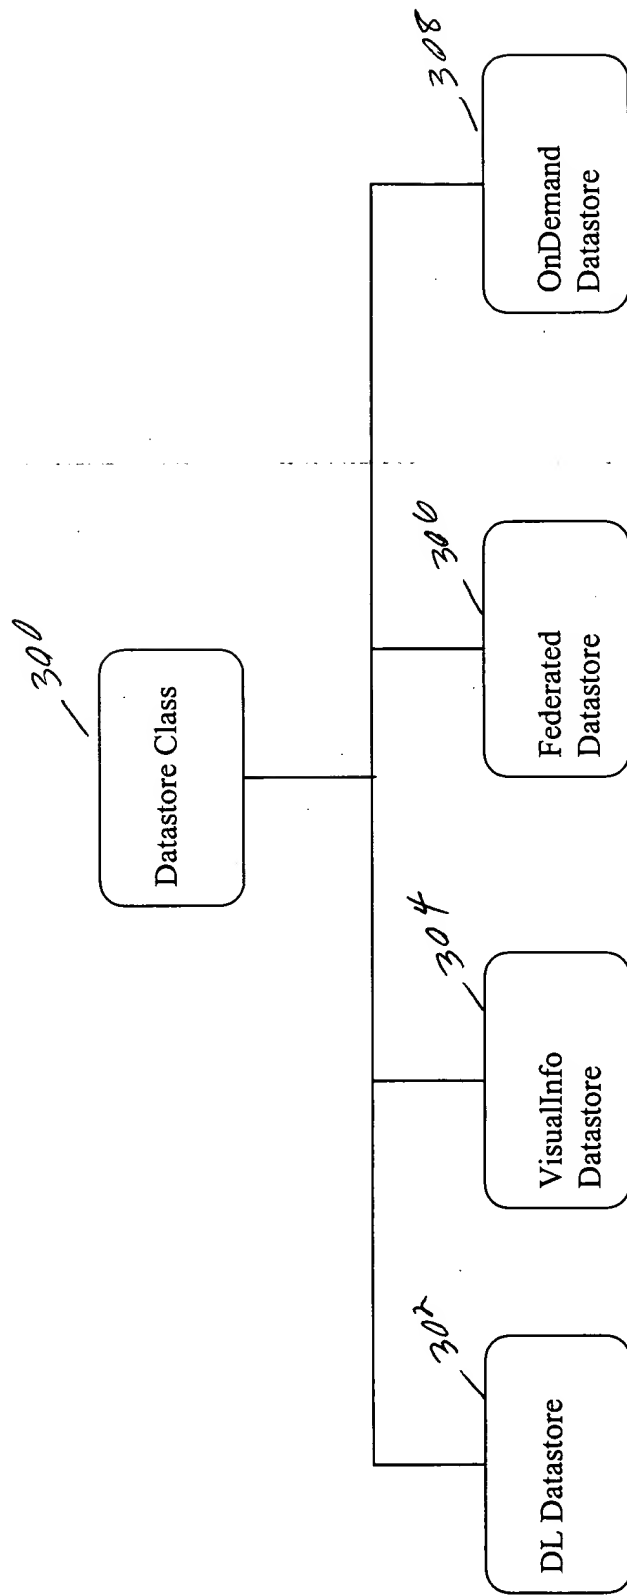 300
Datastore Class
302
DL Datastore
304
VisualInfo
Datastore
306
Federated
Datastore
308
OnDemand
Datastore